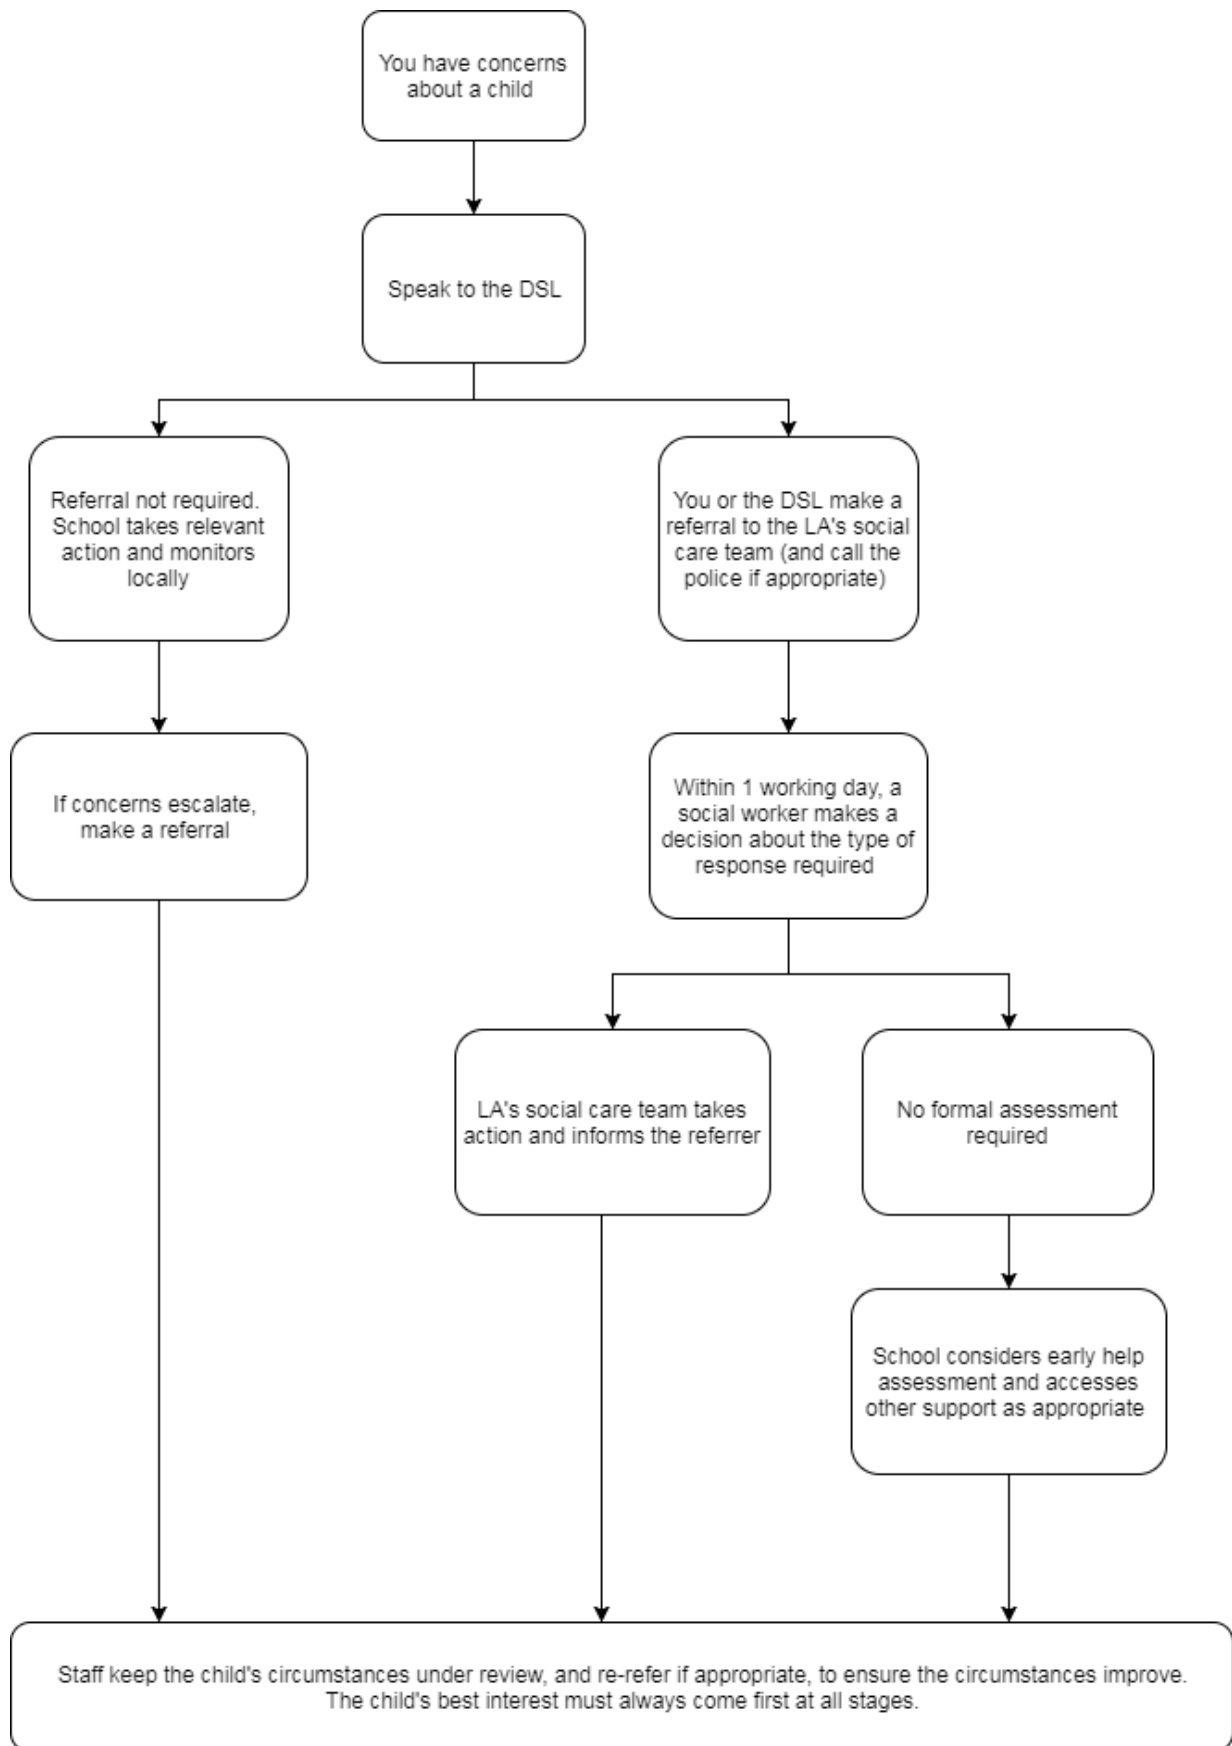 You have concerns
about a child
Speak to the DSL
Referral not required.
School takes relevant
action and monitors
locally
You or the DSL make a
referral to the LA's social
care team (and call the
police if appropriate)
If concerns escalate,
make a referral
Within 1 working day, a
social worker makes a
decision about the type of
response required
LA's social care team takes
action and informs the referrer
No formal assessment
required
School considers early help
assessment and accesses
other support as appropriate
Staff keep the child's circumstances under review, and re-refer if appropriate, to ensure the circumstances improve.
The child's best interest must always come first at all stages.